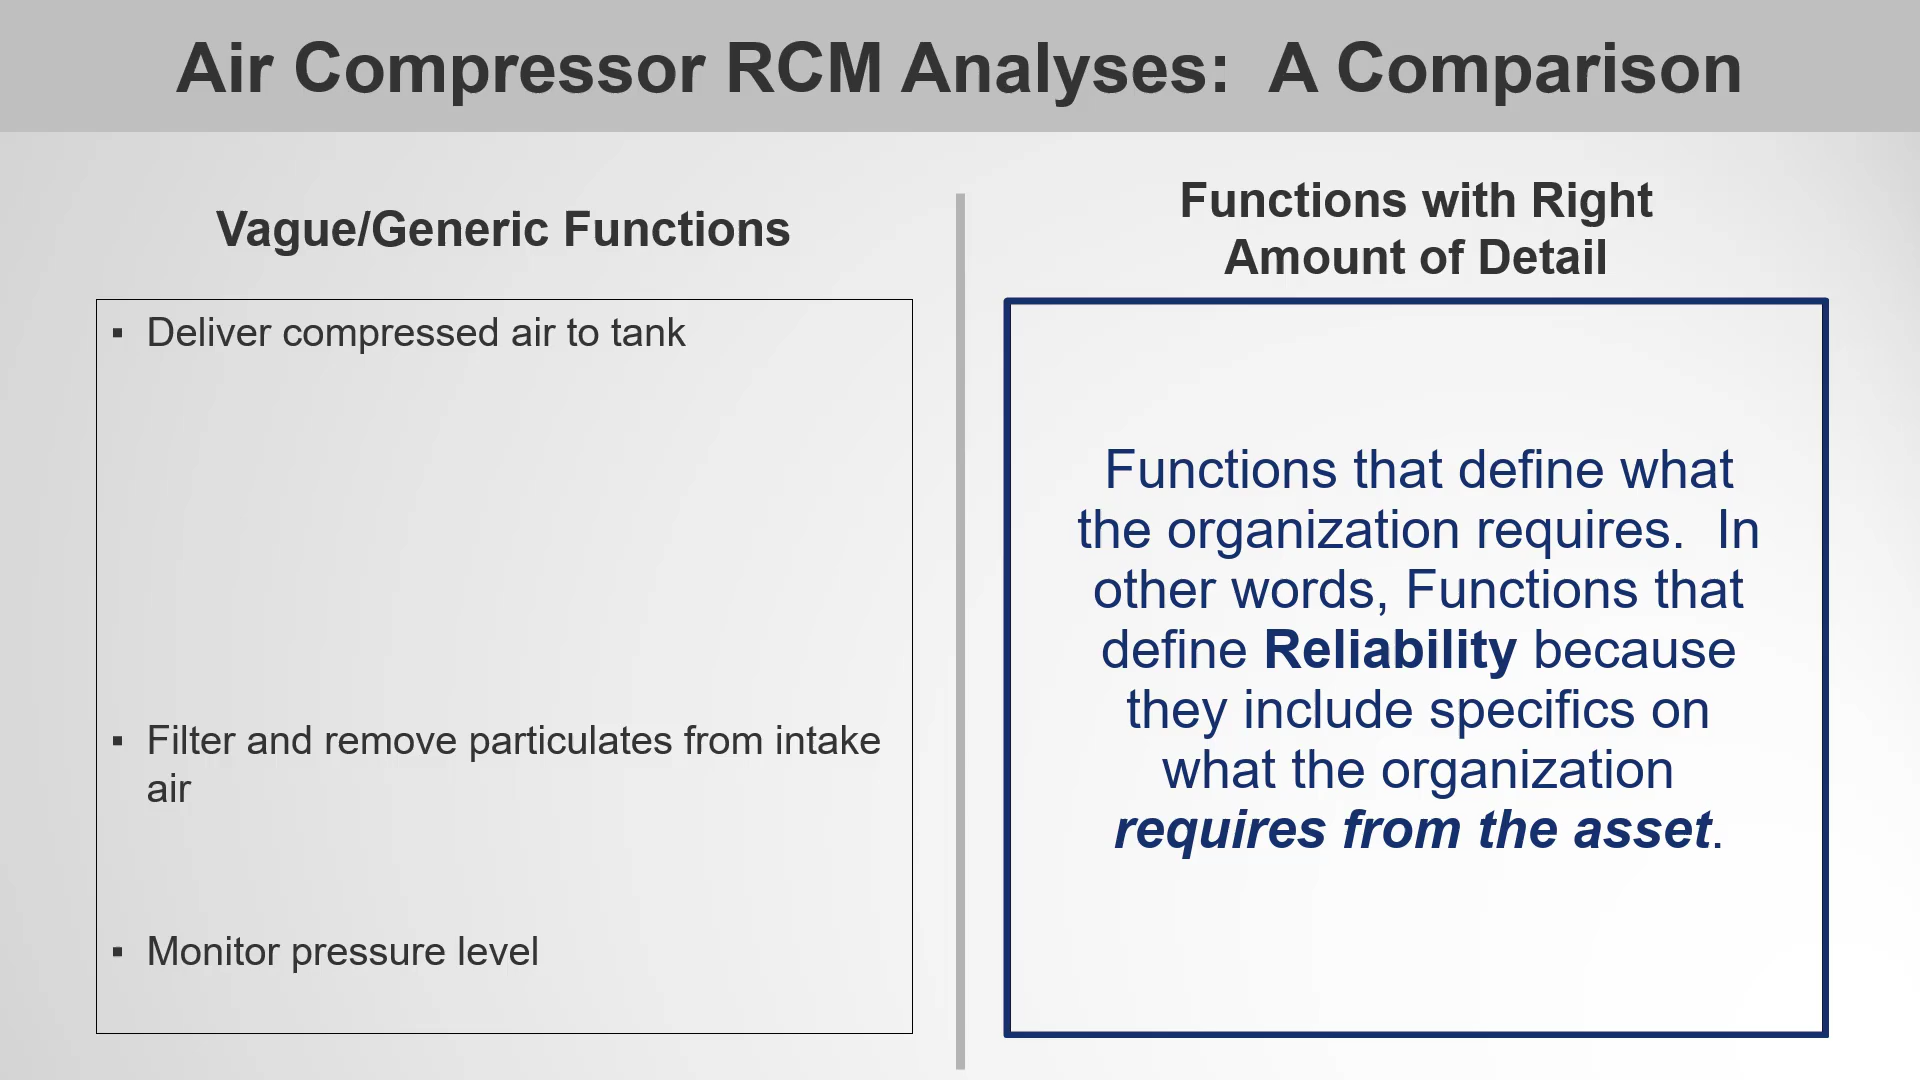 Air Compressor RCM Analyses:  A Comparison
Vague/Generic Functions
▪ Deliver compressed air to tank
▪ Filter and remove particulates from intake
air
▪ Monitor pressure level
Functions with Right
Amount of Detail
Functions that define what
the organization requires.  In
other words, Functions that
define Reliability because
they include specifics on
what the organization
requires from the asset.